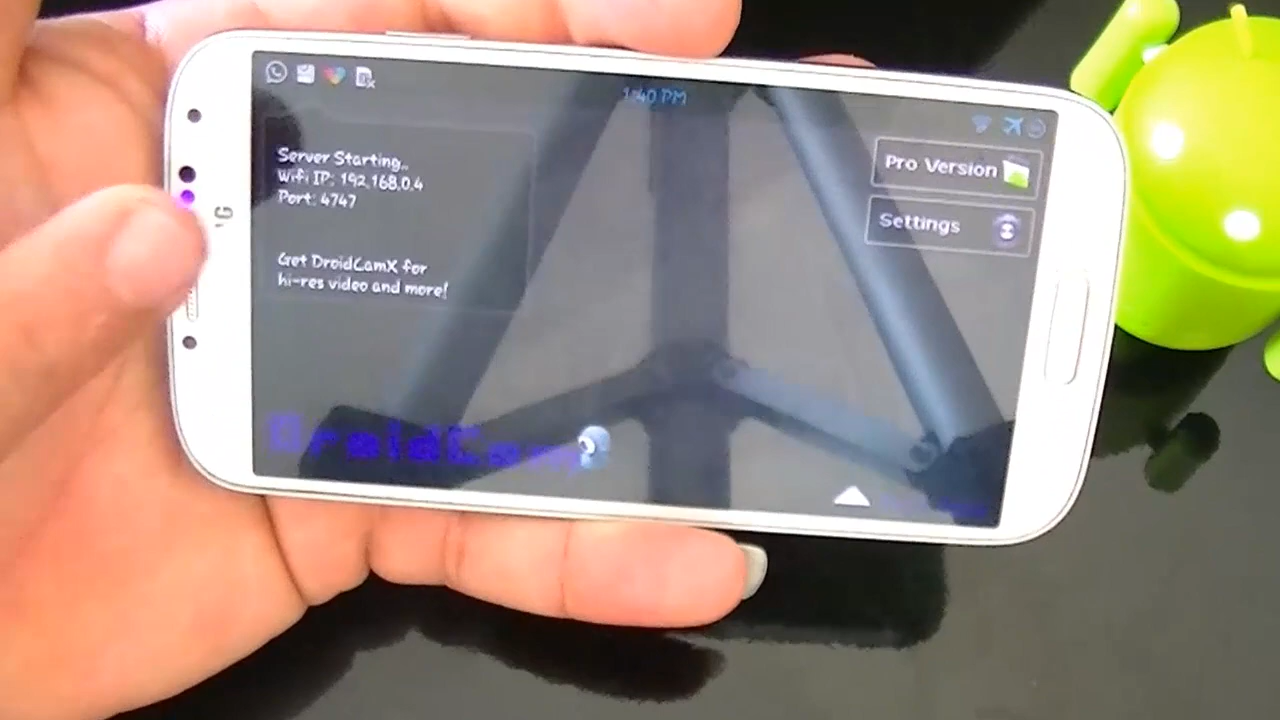 1:40 PM
Server Starting..
Wifi IP: 192.168.0.4
Port: 4747
Get DroidCamX for
hi-res video and more!
Pro Version
Settings
DroidCam